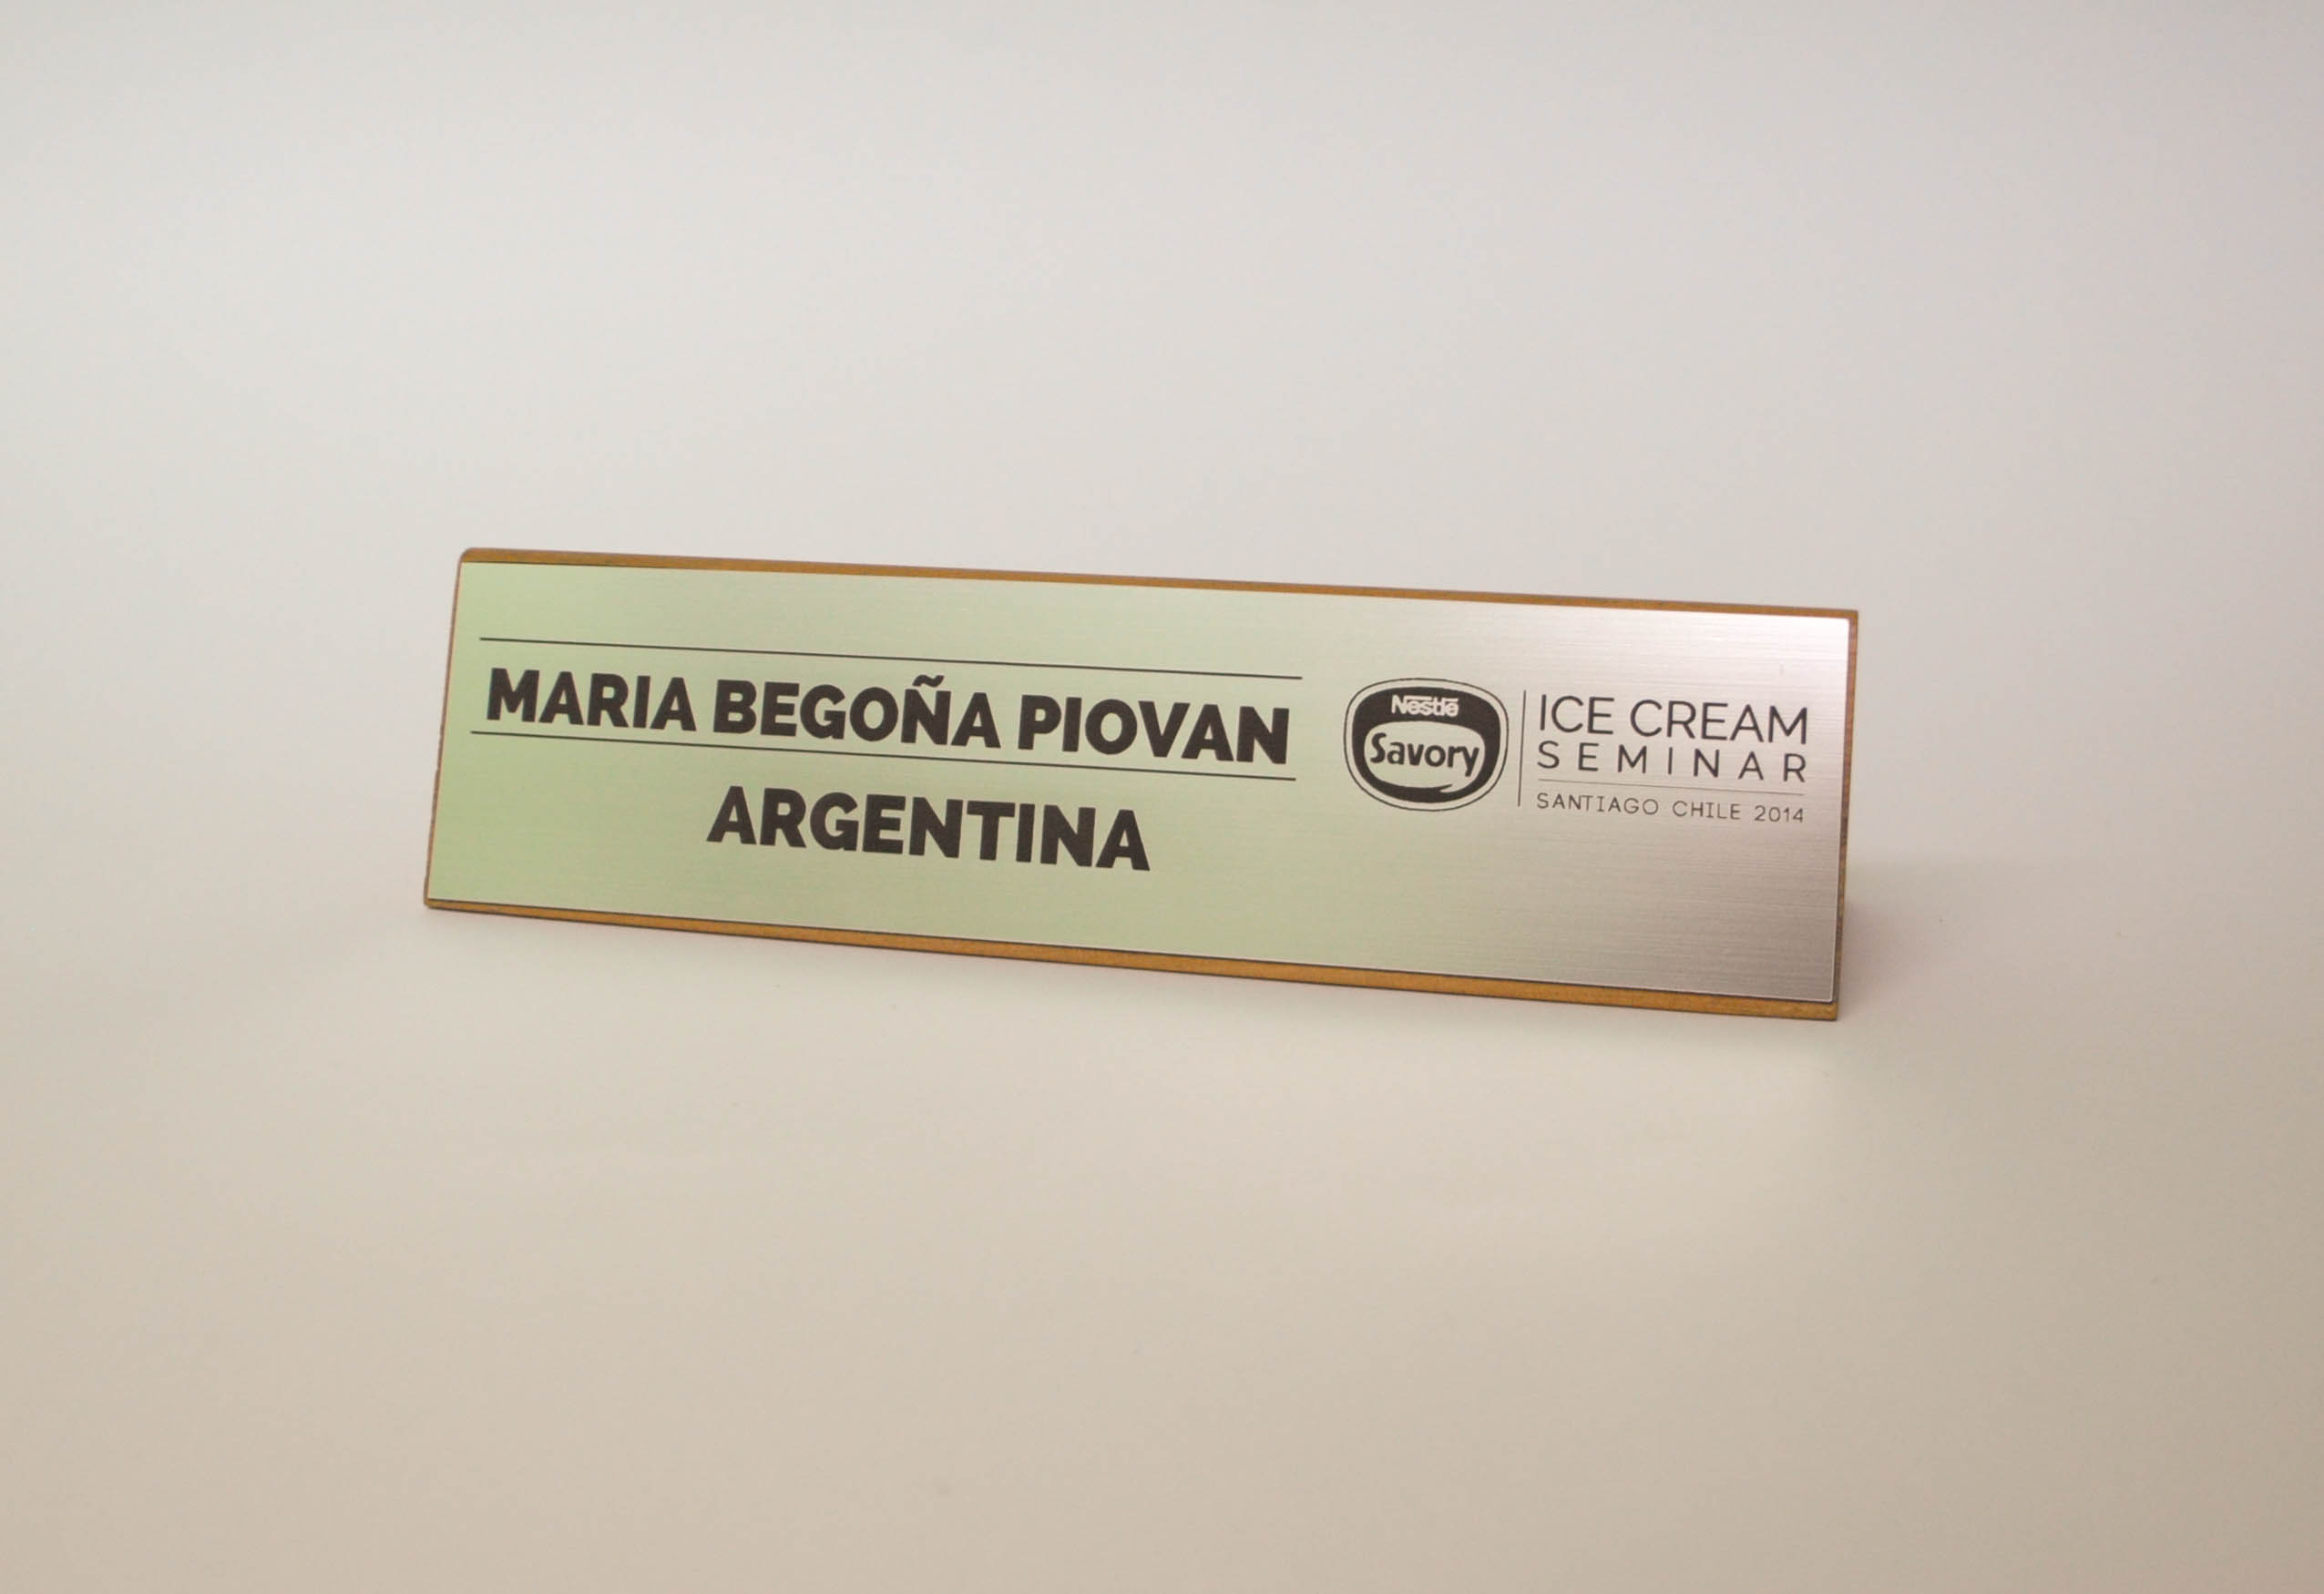 MARIA BEGOÑA PIOVAN
ARGENTINA
Nestlé
Savory
ICE CREAM
SEMINAR
SANTIAGO CHILE 2014